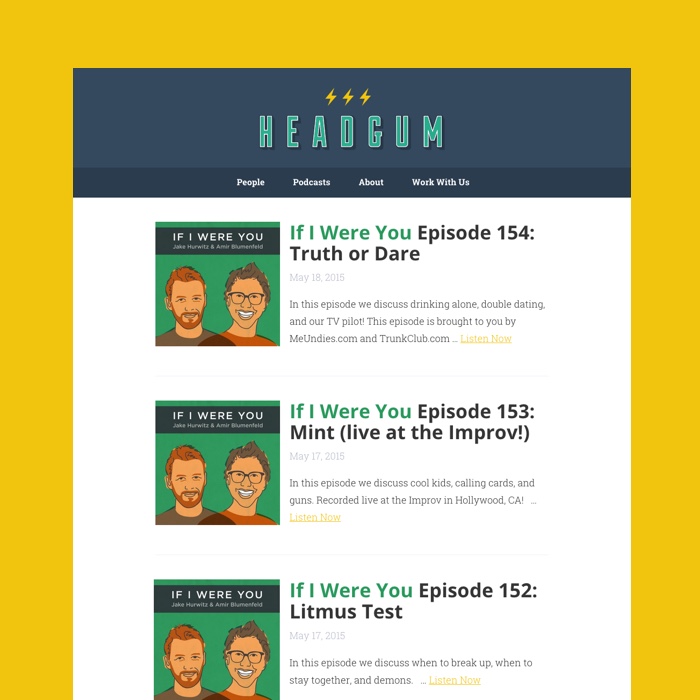 HEADGUM
People Podcasts About Work With Us
IF I WERE YOU
Jake Hurwitz & Amir Blumenfeld
If I Were You Episode 154:
Truth or Dare
May 18, 2015
In this episode we discuss drinking alone, double dating,
and our TV pilot! This episode is brought to you by
MeUndies.com and TrunkClub.com ... Listen Now
IF I WERE YOU
Jake Hurwitz & Amir Blumenfeld
If I Were You Episode 153:
Mint (live at the Improv!)
May 17, 2015
In this episode we discuss cool kids, calling cards, and
guns. Recorded live at the Improv in Hollywood, CA! ...
Listen Now
IF I WERE YOU
Jake Hurwitz & Amir Blumenfeld
If I Were You Episode 152:
Litmus Test
May 17, 2015
In this episode we discuss when to break up, when to
stay together, and demons. ... Listen Now